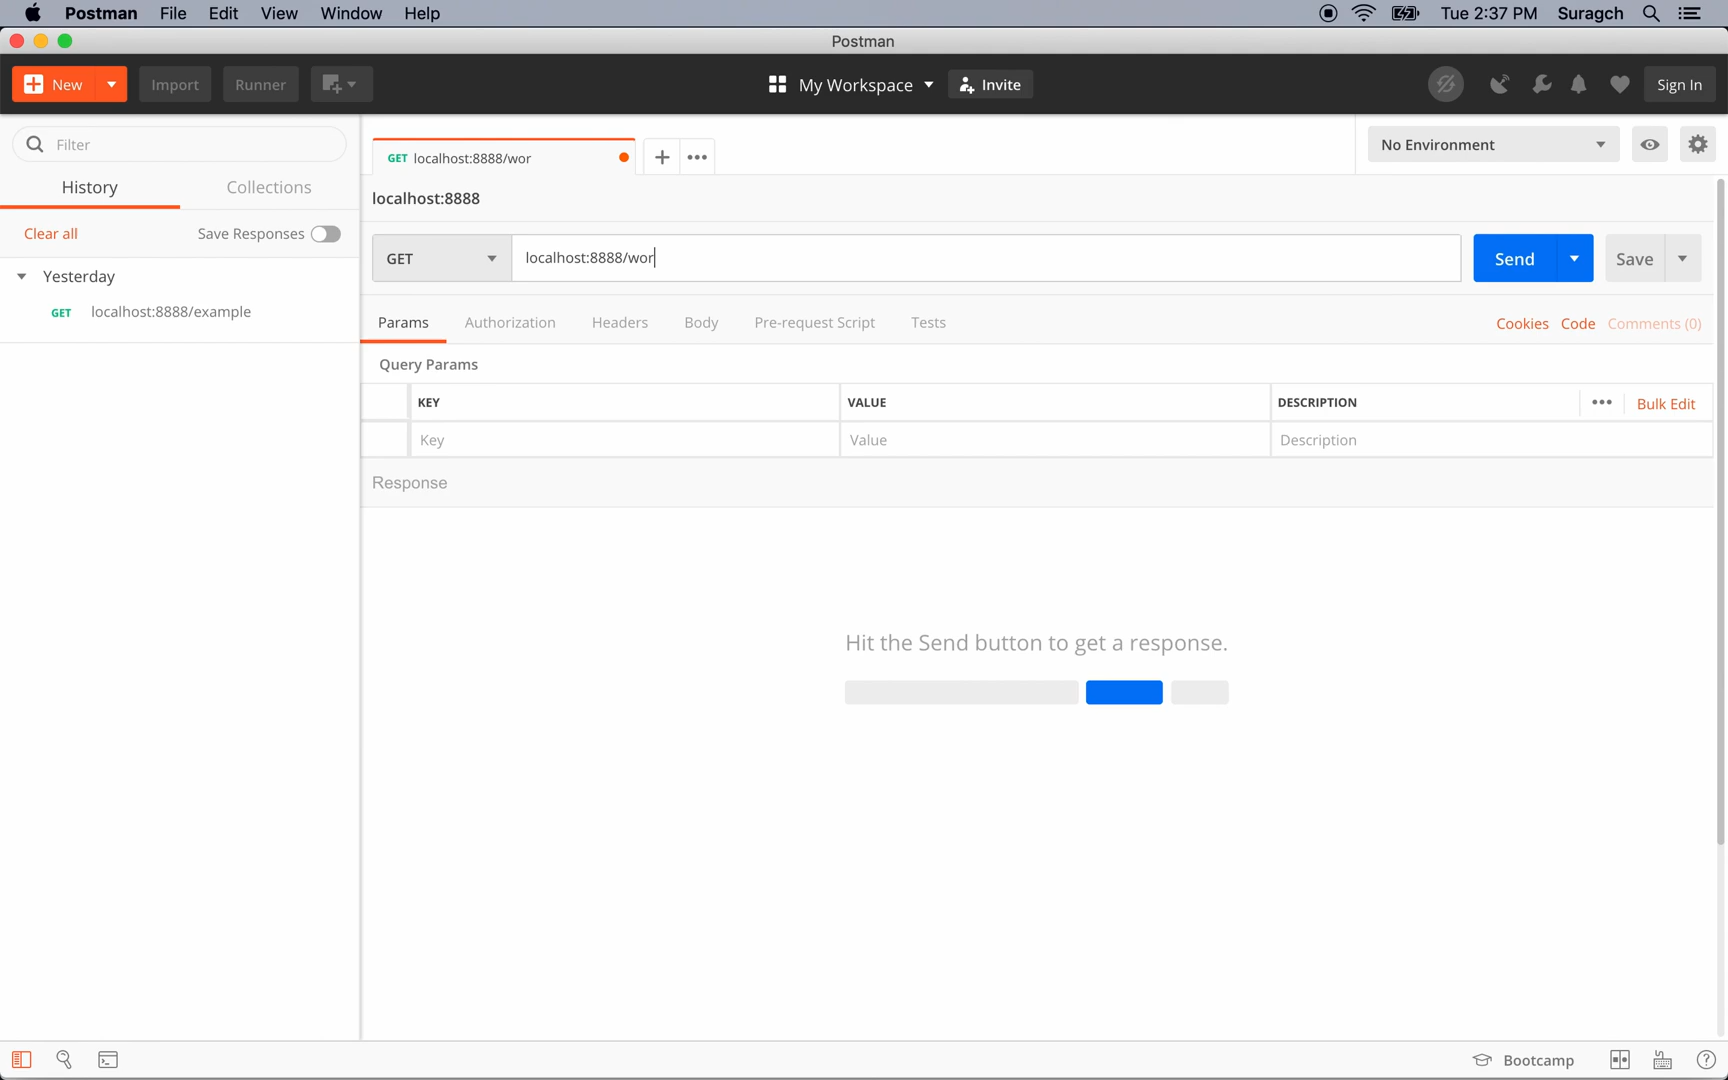 Postman File Edit View Window Help Tue 2:37 PM Suragch
Postman
New Import Runner My Workspace Invite Sign In
Filter
GET localhost:8888/wor No Environment
History Collections
localhost:8888
Clear all Save Responses
GET localhost:8888/wor Send Save
Yesterday
GET localhost:8888/example
Params Authorization Headers Body Pre-request Script Tests Cookies Code Comments (0)
Query Params
KEY VALUE DESCRIPTION Bulk Edit
Key Value Description
Response
Hit the Send button to get a response.
Bootcamp